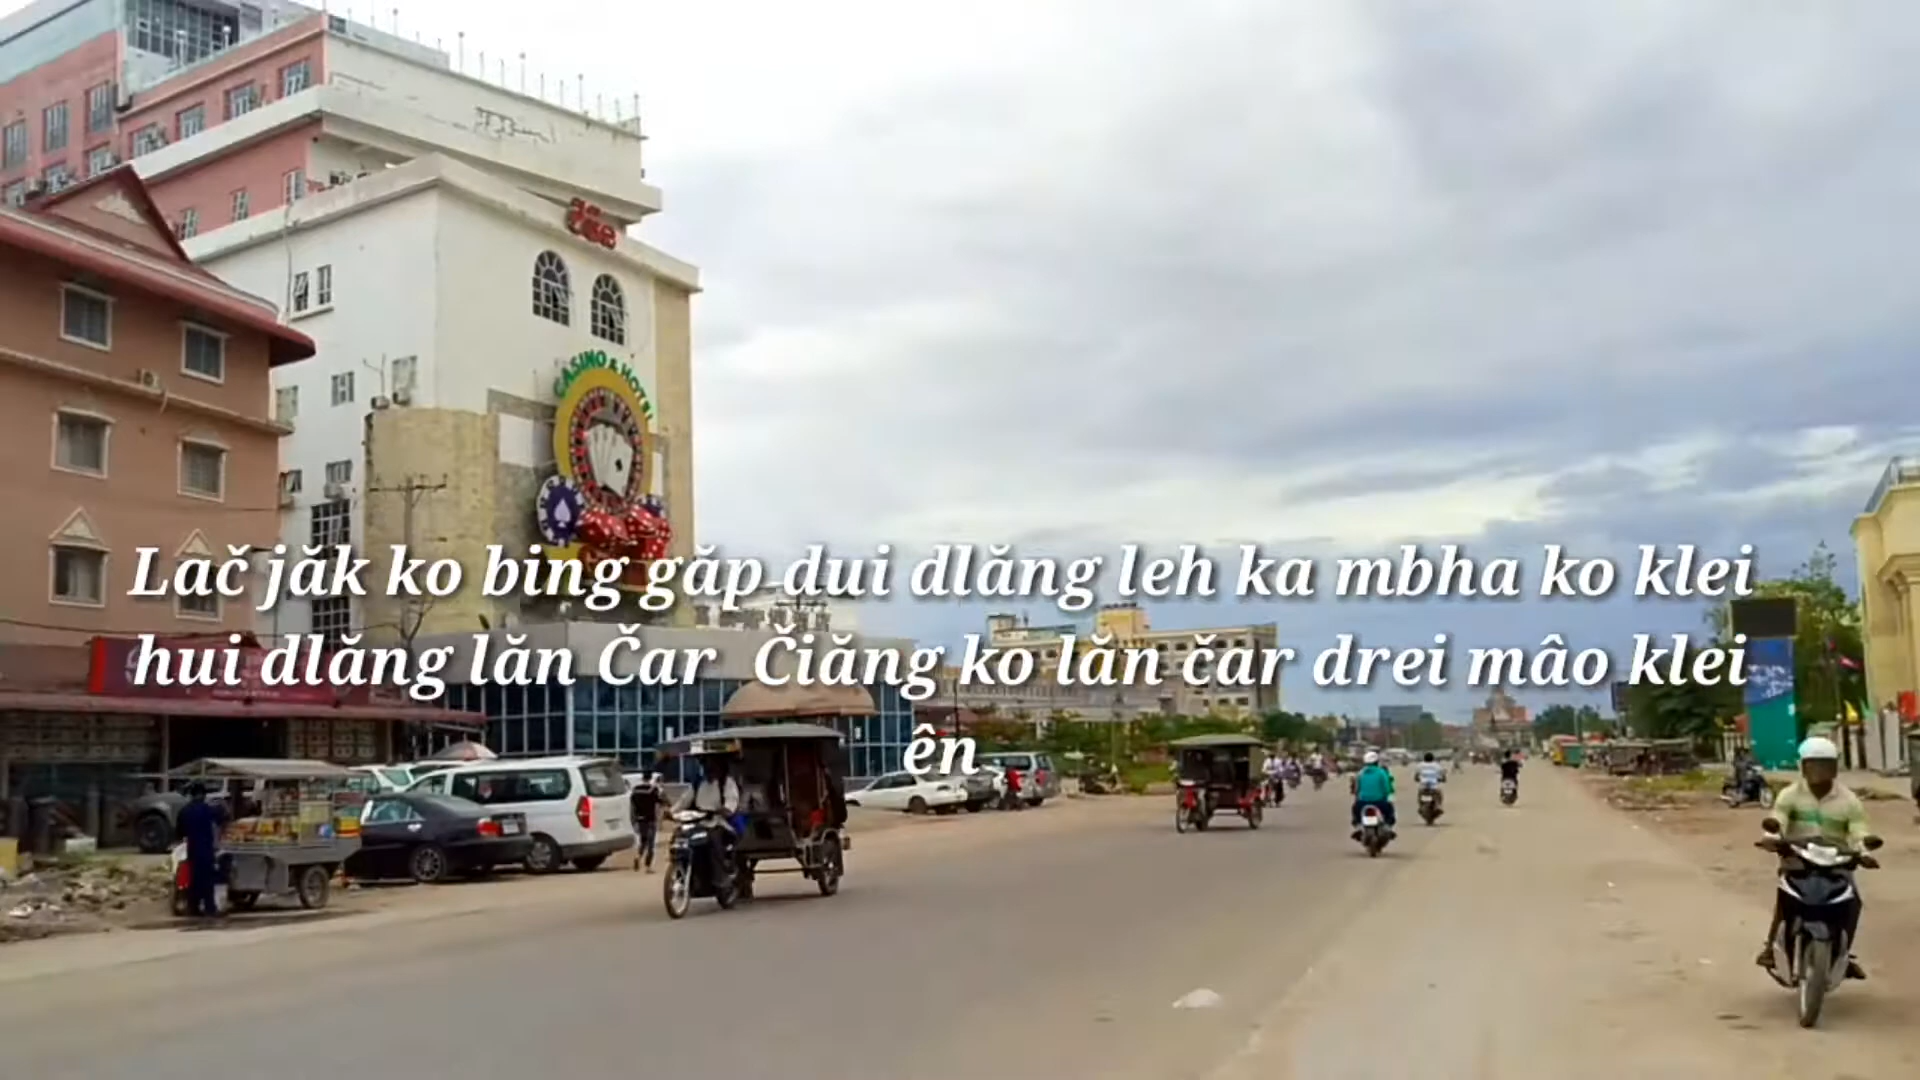 CASINO & HOTEL
Lač jăk ko bing găp dui dlăng leh ka mbha ko klei
hui dlăng lăn Čar  Čiăng ko lăn čar drei mâo klei
ên